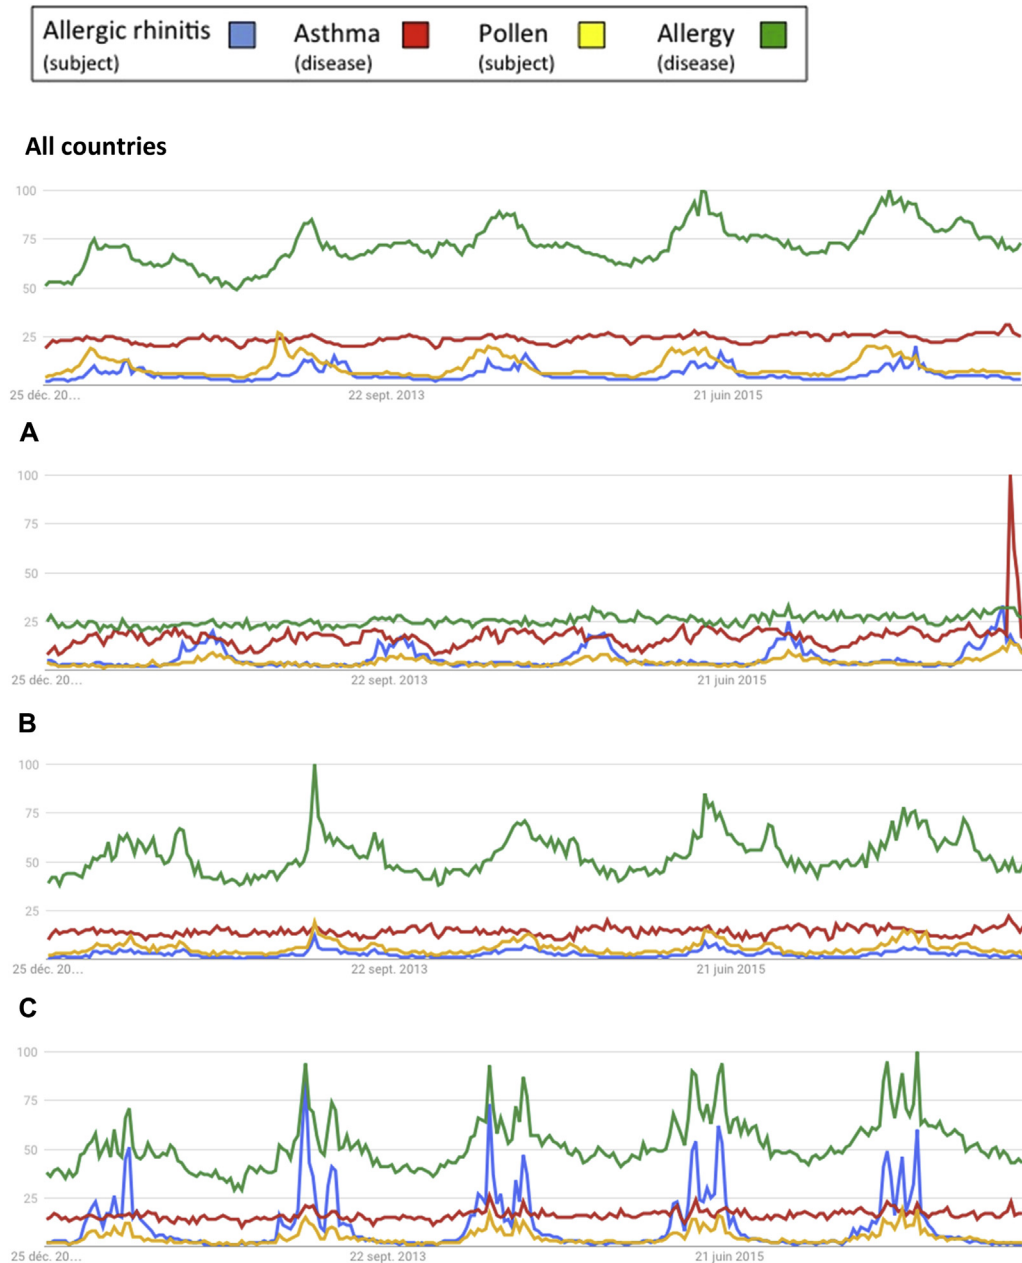 Allergic rhinitis Asthma Pollen Allergy
(subject) (disease) (subject) (disease)
All countries
100
75
50
25
25 déc. 20… 22 sept. 2013 21 juin 2015
A
100
75
50
25
25 déc. 20… 22 sept. 2013 21 juin 2015
B
100
75
50
25
25 déc. 20… 22 sept. 2013 21 juin 2015
C
100
75
50
25
25 déc. 20… 22 sept. 2013 21 juin 2015